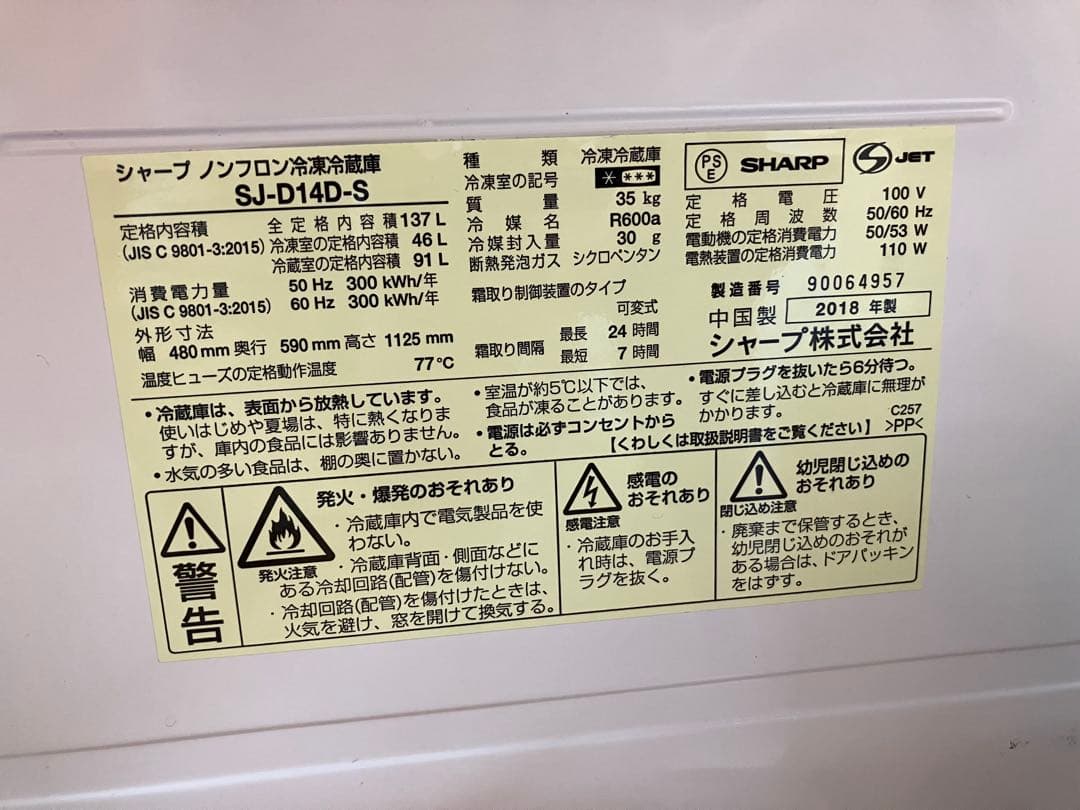 シャープ ノンフロン冷凍冷蔵庫
SJ-D14D-S
定格内容積 全定格内容積 137 L
(JIS C 9801-3:2015) 冷凍室の定格内容積 46 L
冷蔵室の定格内容積 91 L
消費電力量 50 Hz 300 kWh/年
(JIS C 9801-3:2015) 60 Hz 300 kWh/年
外形寸法
幅 480 mm 奥行 590 mm 高さ 1125 mm
温度ヒューズの定格動作温度 77℃
種類 冷凍冷蔵庫
冷凍室の記号 * ***
質量 35 kg
冷媒名 R600a
冷媒封入量 30 g
断熱発泡ガス シクロペンタン
霜取り制御装置のタイプ
可変式
霜取り間隔 最長 24 時間
最短 7 時間
PS
E
SHARP
S JET
定格電圧 100 V
定格周波数 50/60 Hz
電動機の定格消費電力 50/53 W
電熱装置の定格消費電力 110 W
製造番号 90064957
中国製 2018 年製
シャープ株式会社
・冷蔵庫は、表面から放熱しています。
使いはじめや夏場は、特に熱くなりま
すが、庫内の食品には影響ありません。
・水気の多い食品は、棚の奥に置かない。
・室温が約5℃以下では、
食品が凍ることがあります。
・電源は必ずコンセントから
とる。
・電源プラグを抜いたら6分待つ。
すぐに差し込むと冷蔵庫に無理が
かかります。
C257
【くわしくは取扱説明書をご覧ください】 >PP<
警告
発火注意
発火・爆発のおそれあり
・冷蔵庫内で電気製品を使
わない。
・冷蔵庫背面・側面などに
ある冷却回路(配管)を傷付けない。
・冷却回路(配管)を傷付けたときは、
火気を避け、窓を開けて換気する。
感電注意
感電の
おそれあり
・冷蔵庫のお手入
れ時は、電源プ
ラグを抜く。
閉じ込め注意
幼児閉じ込めの
おそれあり
・廃棄まで保管するとき、
幼児閉じ込めのおそれが
ある場合は、ドアパッキン
をはずす。